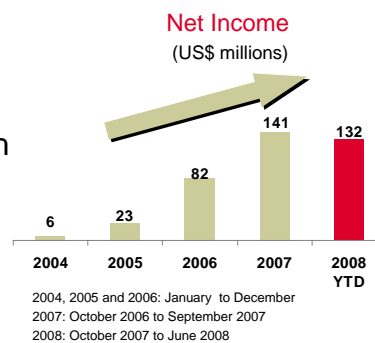 Net Income
(US$ millions)
n
6 23 82 141 132
2004 2005 2006 2007 2008
YTD
2004, 2005 and 2006: January to December
2007: October 2006 to September 2007
2008: October 2007 to June 2008